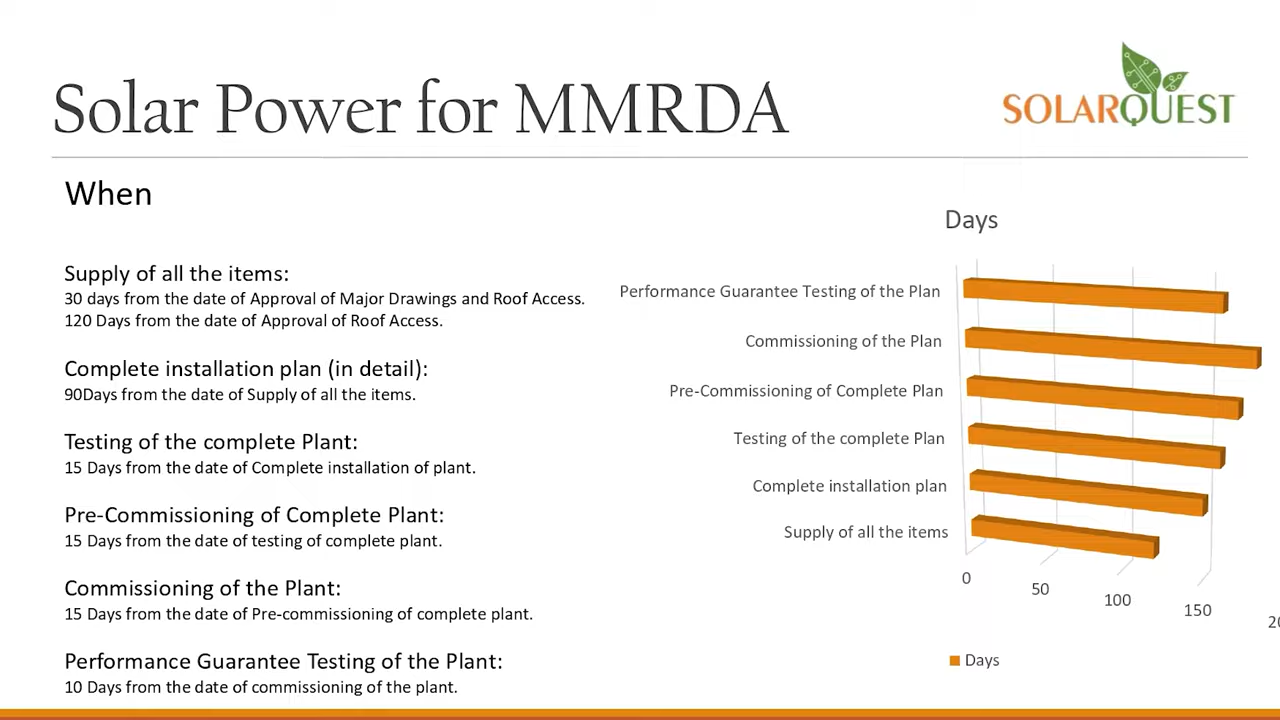 Solar Power for MMRDA
SOLARQUEST
When
Supply of all the items:
30 days from the date of Approval of Major Drawings and Roof Access.
120 Days from the date of Approval of Roof Access.
Complete installation plan (in detail):
90Days from the date of Supply of all the items.
Testing of the complete Plant:
15 Days from the date of Complete installation of plant.
Pre-Commissioning of Complete Plant:
15 Days from the date of testing of complete plant.
Commissioning of the Plant:
15 Days from the date of Pre-commissioning of complete plant.
Performance Guarantee Testing of the Plant:
10 Days from the date of commissioning of the plant.
Days
Performance Guarantee Testing of the Plan
Commissioning of the Plan
Pre-Commissioning of Complete Plan
Testing of the complete Plan
Complete installation plan
Supply of all the items
0
50
100
150
Days